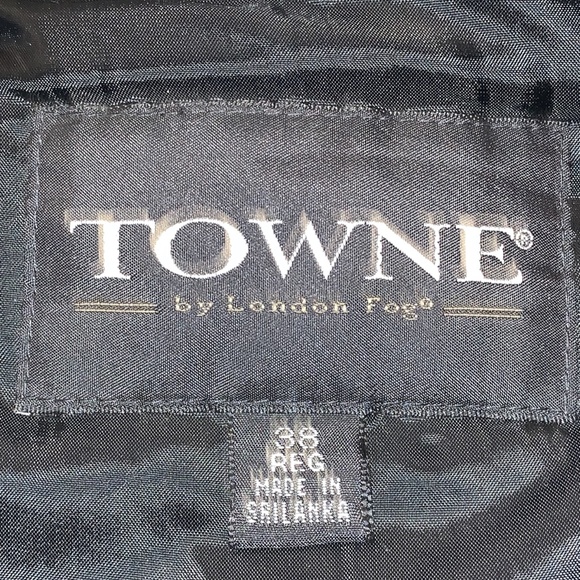 TOWNE®
by London Fog®
38
REG
MADE IN
SRILANKA